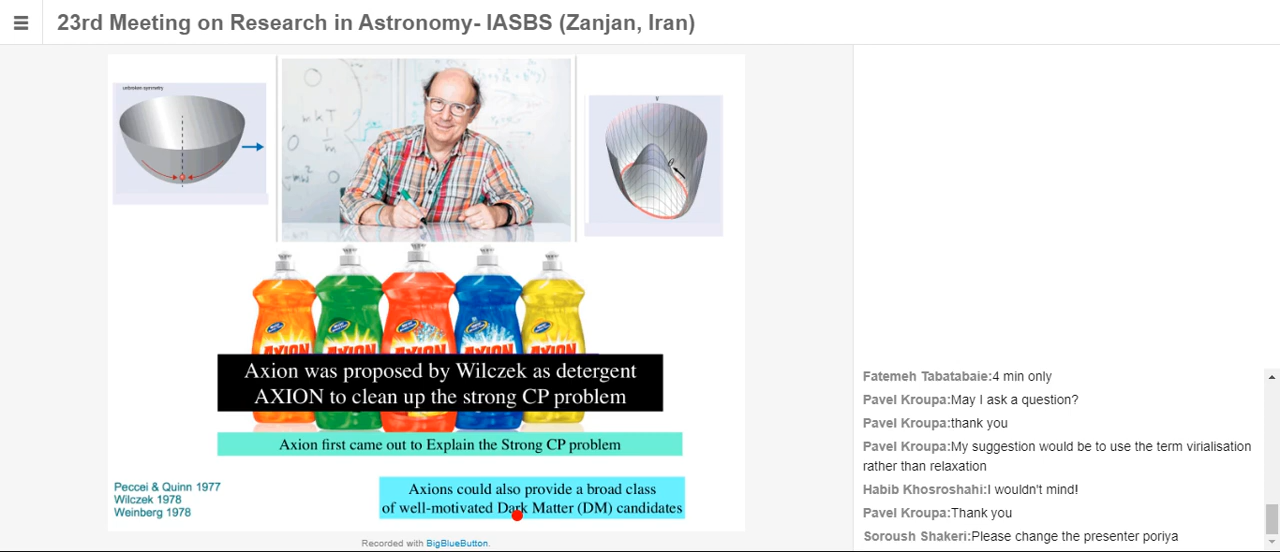 23rd Meeting on Research in Astronomy- IASBS (Zanjan, Iran)
unbroken symmetry
V
θ
AXION AXION AXION AXION AXION
Axion was proposed by Wilczek as detergent
AXION to clean up the strong CP problem
Axion first came out to Explain the Strong CP problem
Peccei & Quinn 1977
Wilczek 1978
Weinberg 1978
Axions could also provide a broad class
of well-motivated Dark Matter (DM) candidates
Recorded with BigBlueButton.
Fatemeh Tabatabaie:4 min only
Pavel Kroupa:May I ask a question?
Pavel Kroupa:thank you
Pavel Kroupa:My suggestion would be to use the term virialisation
rather than relaxation
Habib Khosroshahi:I wouldn't mind!
Pavel Kroupa:Thank you
Soroush Shakeri:Please change the presenter poriya